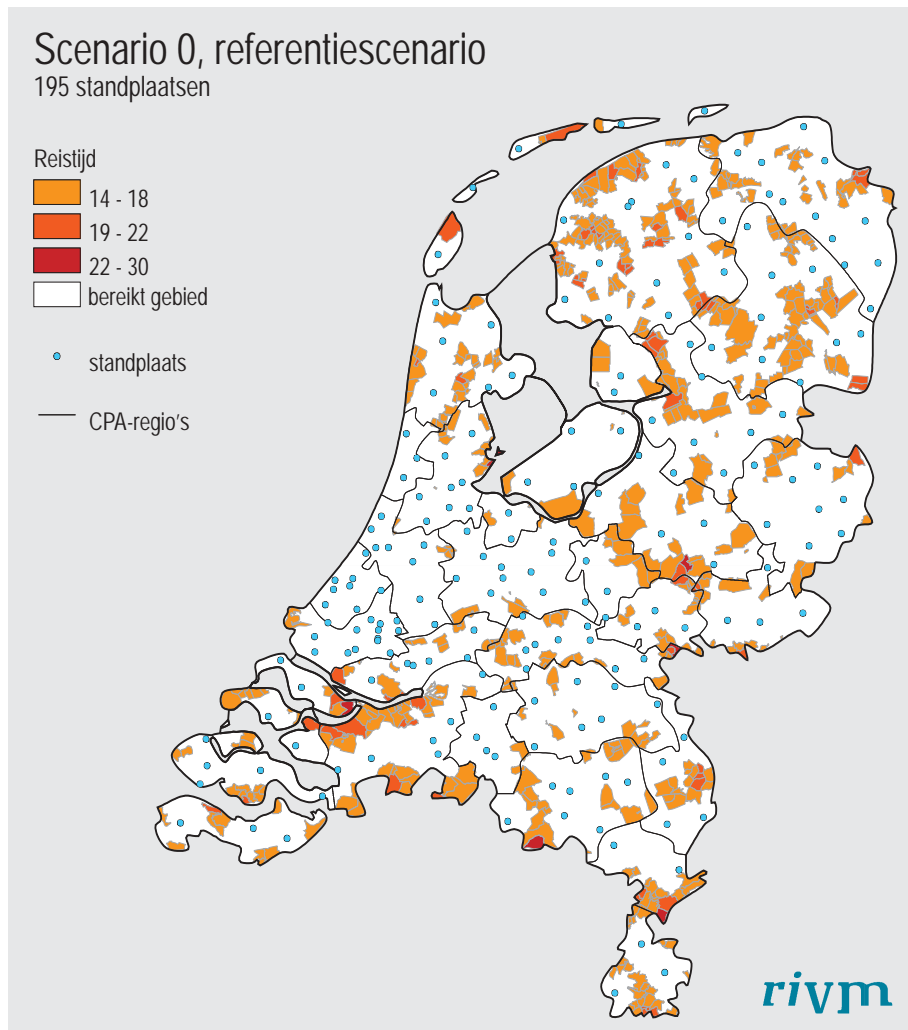 Scenario 0, referentiescenario
195 standplaatsen
Reistijd
14 - 18
19 - 22
22 - 30
bereikt gebied
standplaats
CPA-regio's
rivm